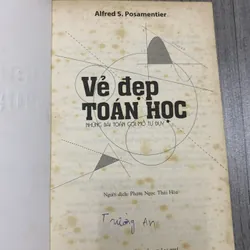 Alfred S. Posamentier
Vẻ đẹp
TOÁN HỌC
NHỮNG BÀI TOÁN GỢI MỞ TƯ DUY
Người dịch: Phạm Ngọc Thái Hòa
Trường An